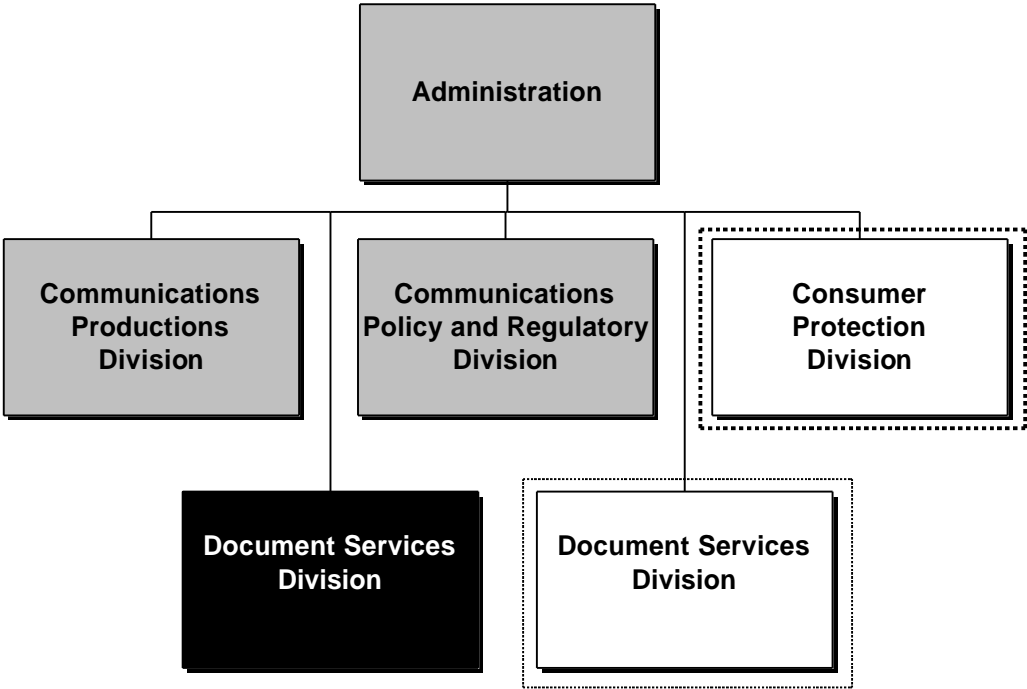 Administration
Communications
Productions
Division
Communications
Policy and Regulatory
Division
Consumer
Protection
Division
Document Services
Division
Document Services
Division